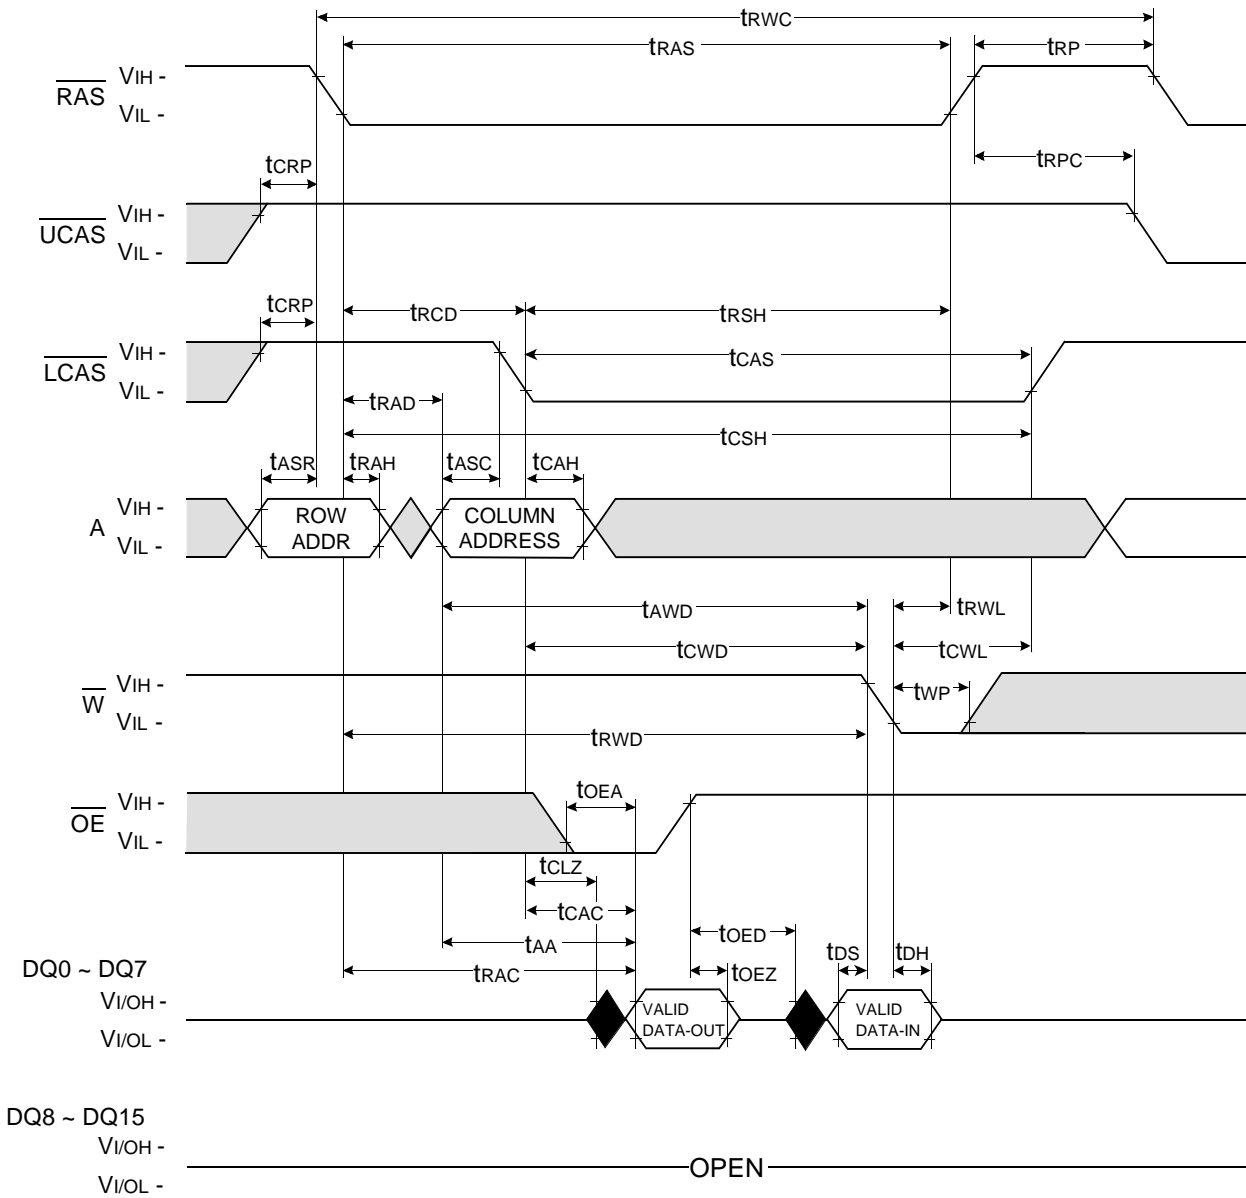 tRWC
tRAS
tRP
RAS
VIH -
VIL -
tCRP
tRPC
UCAS
VIH -
VIL -
tCRP
tRCD
tRSH
LCAS
VIH -
VIL -
tCAS
tRAD
tCSH
tASR
tRAH
tASC
tCAH
A
VIH -
VIL -
ROW
ADDR
COLUMN
ADDRESS
tAWD
tRWL
tCWD
tCWL
W
VIH -
VIL -
tWP
tRWD
OE
VIH -
VIL -
tOEA
tCLZ
tCAC
tOED
tAA
tDS
tDH
tRAC
tOEZ
DQ0 ~ DQ7
VI/OH -
VI/OL -
VALID
DATA-OUT
VALID
DATA-IN
DQ8 ~ DQ15
VI/OH -
VI/OL -
OPEN